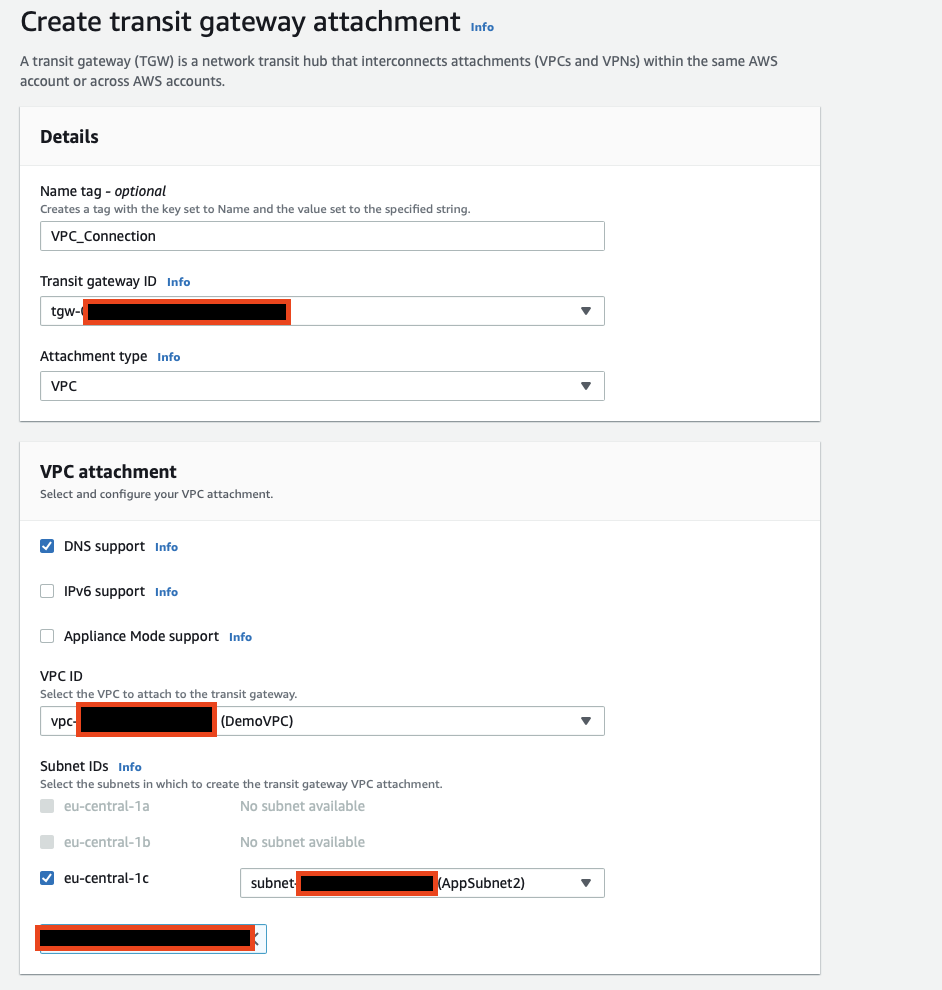 Create transit gateway attachment Info
A transit gateway (TGW) is a network transit hub that interconnects attachments (VPCs and VPNs) within the same AWS
account or across AWS accounts.
Details
Name tag - optional
Creates a tag with the key set to Name and the value set to the specified string.
VPC_Connection
Transit gateway ID Info
tgw-
Attachment type Info
VPC
VPC attachment
Select and configure your VPC attachment.
DNS support Info
IPv6 support Info
Appliance Mode support Info
VPC ID
Select the VPC to attach to the transit gateway.
vpc- (DemoVPC)
Subnet IDs Info
Select the subnets in which to create the transit gateway VPC attachment.
eu-central-1a No subnet available
eu-central-1b No subnet available
eu-central-1c subnet- (AppSubnet2)